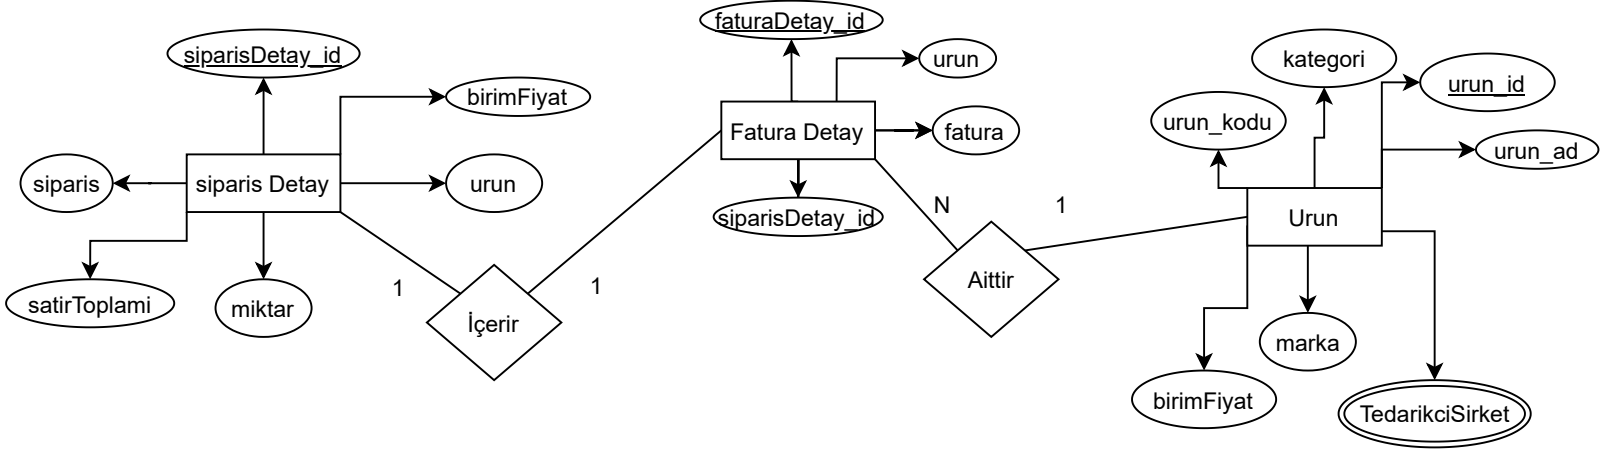 faturaDetay_id
siparisDetay_id
urun
kategori
urun_id
birimFiyat
urun_kodu
Fatura Detay
fatura
urun_ad
siparis
siparis Detay
urun
siparisDetay_id
N
1
Urun
Aittir
1
1
satirToplami
miktar
İçerir
marka
birimFiyat
TedarikciSirket